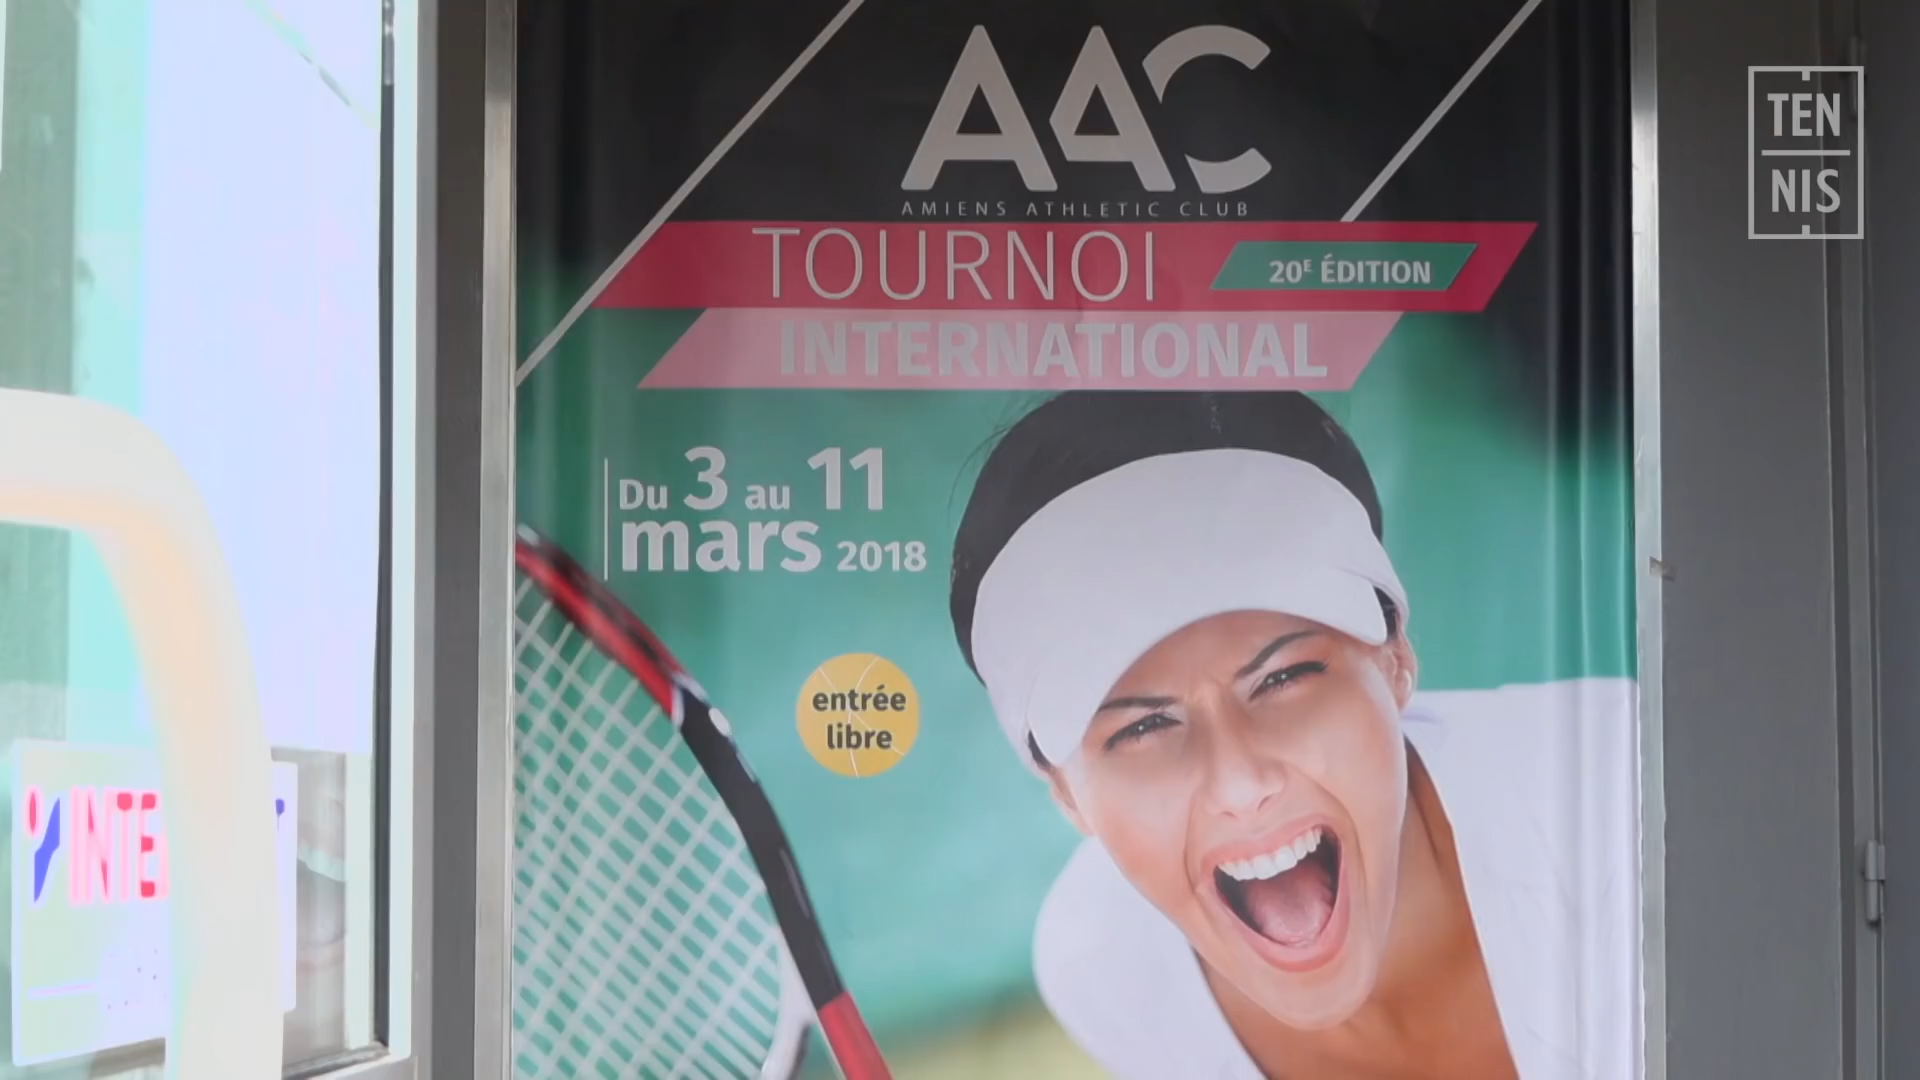 AAC
AMIENS ATHLETIC CLUB
TOURNOI
20E ÉDITION
INTERNATIONAL
Du 3 au 11
mars 2018
entrée
libre
TEN
NIS